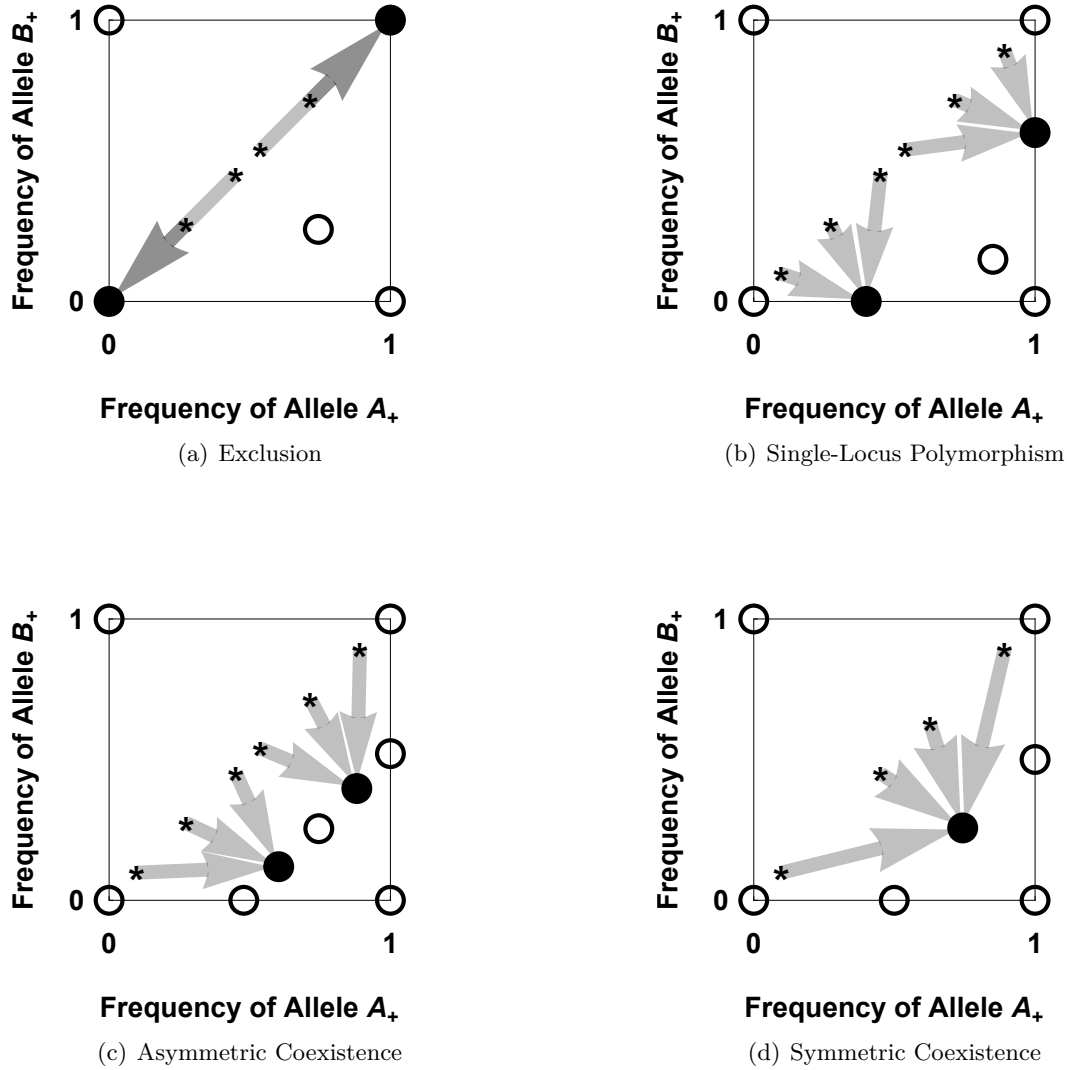 1
Frequency of Allele B+
0
0
1
Frequency of Allele A+
(a) Exclusion
1
Frequency of Allele B+
0
0
1
Frequency of Allele A+
(b) Single-Locus Polymorphism
1
Frequency of Allele B+
0
0
1
Frequency of Allele A+
(c) Asymmetric Coexistence
1
Frequency of Allele B+
0
0
1
Frequency of Allele A+
(d) Symmetric Coexistence